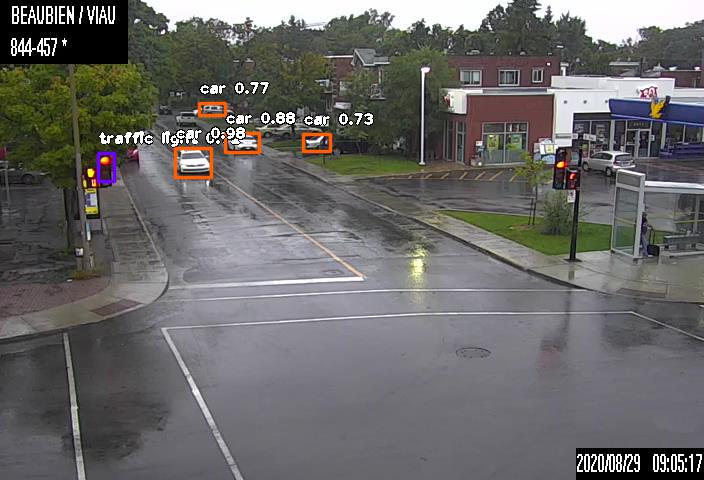 BEAUBIEN / VIAU
844-457 *
car 0.77
car 0.88
car 0.73
traffic
car 0.98
2020/08/29 09:05:17